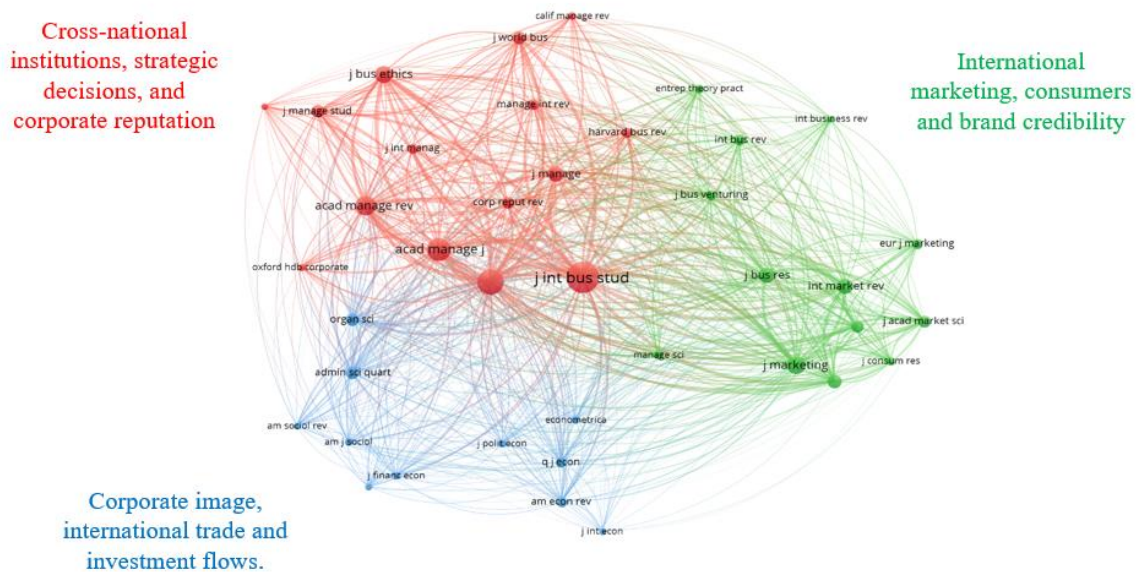 Cross-national
institutions, strategic
decisions, and
corporate reputation
International
marketing, consumers
and brand credibility
Corporate image,
international trade and
investment flows.
calif manage rev
j world bus
j bus ethics
manage int rev
j manage stud
harvard bus rev
j int manag
j manage
corp reput rev
acad manage rev
acad manage j
oxford hdb corporate
j int bus stud
entrep theory pract
int business rev
int bus rev
j bus venturing
eur j marketing
j bus res
int market rev
j acad market sci
manage sci
j consum res
j marketing
organ sci
admin sci quart
am sociol rev
am j sociol
econometrica
j polit econ
q j econ
j financ econ
am econ rev
j int econ